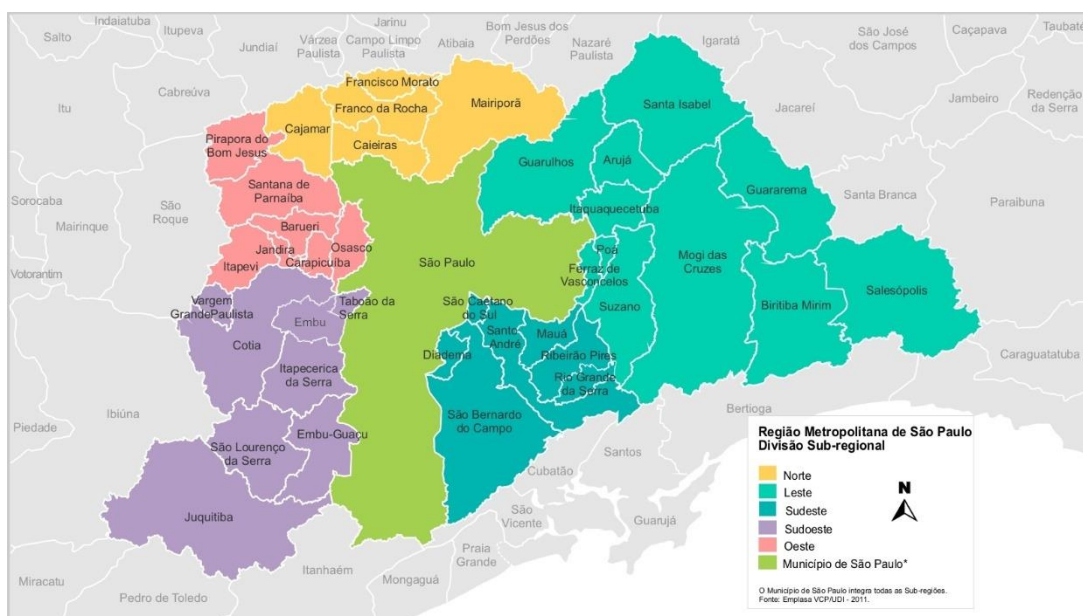 Indaiatuba
Salto
Itupeva
Jundiaí
Várzea
Paulista
Jarinu
Campo Limpo
Paulista
Atibaia
Bom Jesus dos
Perdões
Nazaré
Paulista
Igaratá
São José
dos Campos
Caçapava
Taubaté
Itu
Cabreúva
Francisco Morato
Franco da Rocha
Mairiporã
Cajamar
Caieiras
Santa Isabel
Jacareí
Jambeiro
Redenção
da Serra
Pirapora do
Bom Jesus
Guarulhos
Arujá
Santana de
Parnaíba
Itaquaquecetuba
Guararema
Santa Branca
Paraibuna
Sorocaba
Mairinque
São
Roque
Barueri
Osasco
Jandira
Carapicuíba
Itapevi
São Paulo
Poá
Ferraz de
Vasconcelos
Mogi das
Cruzes
Votorantim
Vargem
Grande Paulista
Taboão da
Serra
Embu
São Caetano
do Sul
Suzano
Biritiba Mirim
Salesópolis
Cotia
Santo
André
Mauá
Diadema
Ribeirão Pires
Itapecerica
da Serra
Rio Grande
da Serra
Caraguatatuba
Piedade
Ibiúna
São Bernardo
do Campo
Bertioga
São Lourenço
da Serra
Embu-Guaçu
Santos
Cubatão
Juquitiba
São
Vicente
Guarujá
Praia
Grande
Itanhaém
Mongaguá
Miracatu
Pedro de Toledo
Região Metropolitana de São Paulo
Divisão Sub-regional
Norte
Leste
Sudeste
Sudoeste
Oeste
Município de São Paulo*
N
O Município de São Paulo integra todas as Sub-regiões.
Fonte: Emplasa VCP/UDI - 2011.